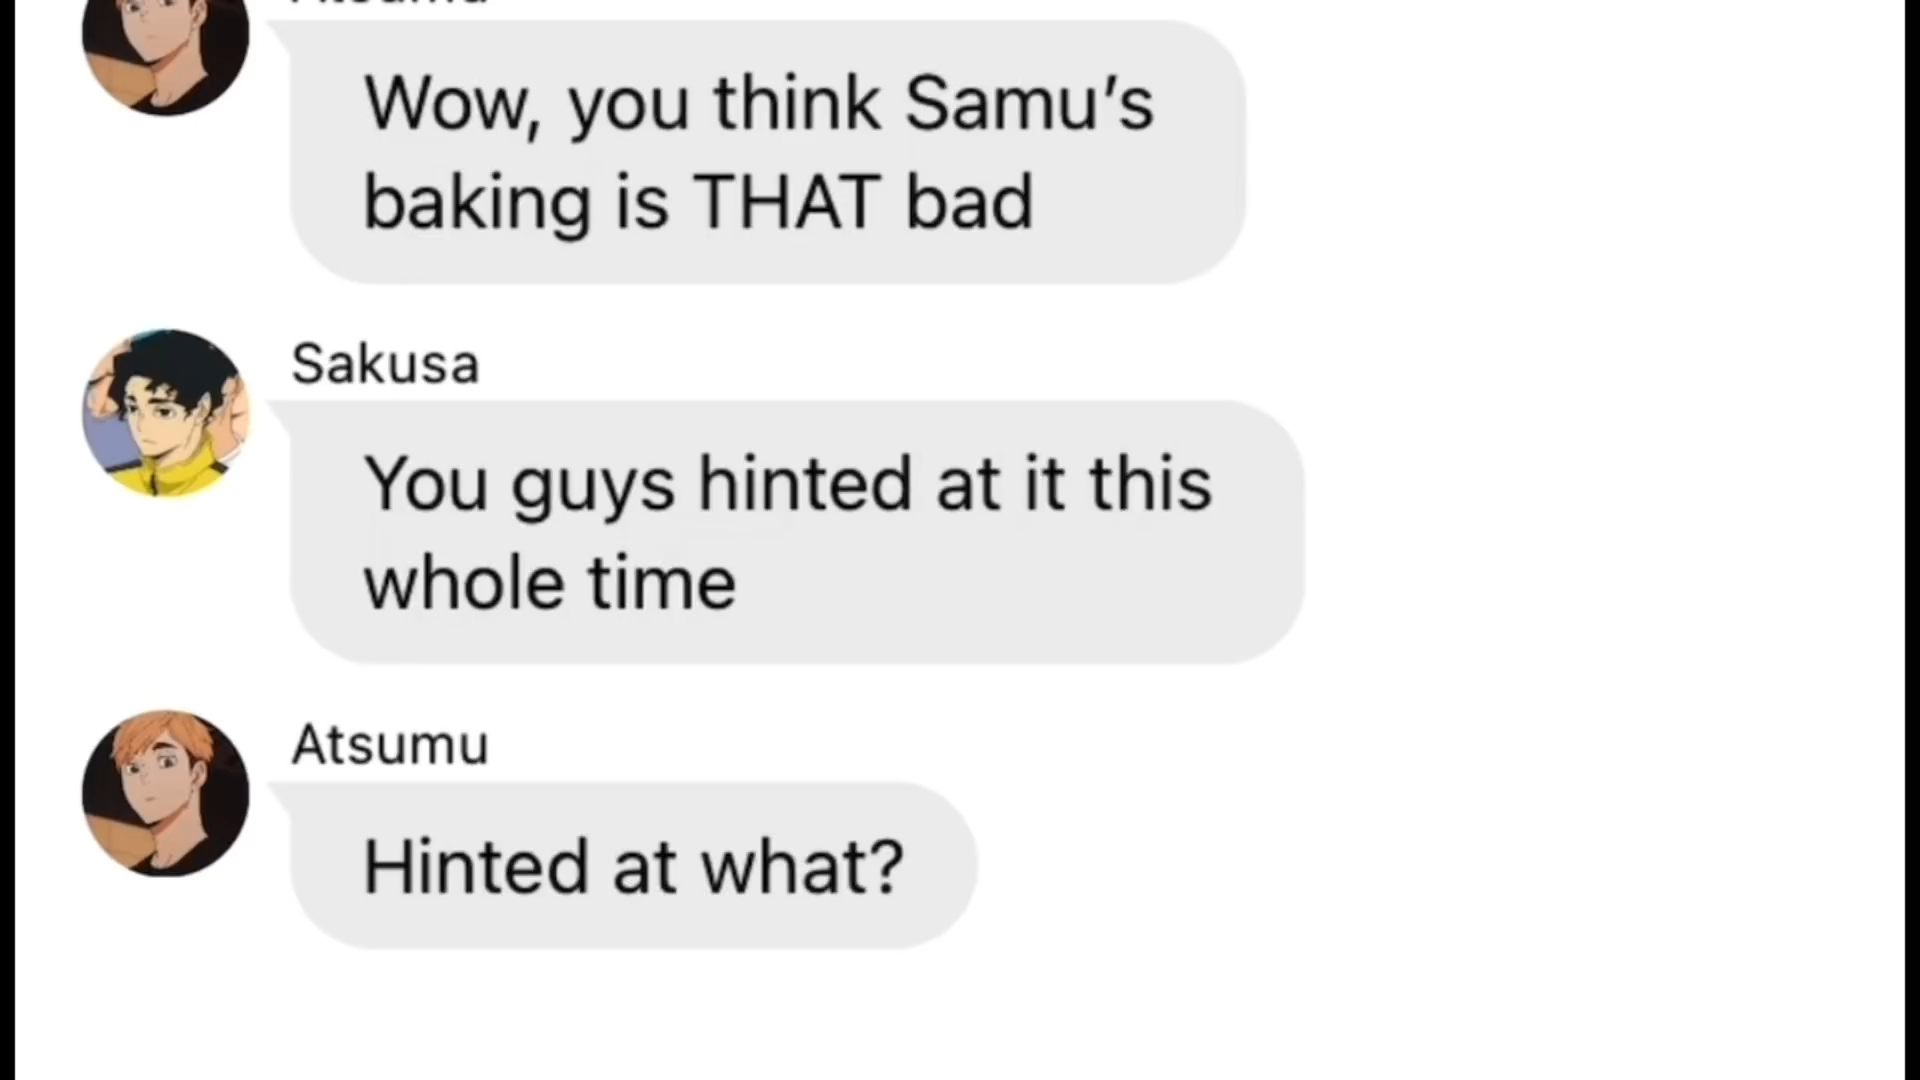 Atsumu
Wow, you think Samu’s
baking is THAT bad
Sakusa
You guys hinted at it this
whole time
Atsumu
Hinted at what?